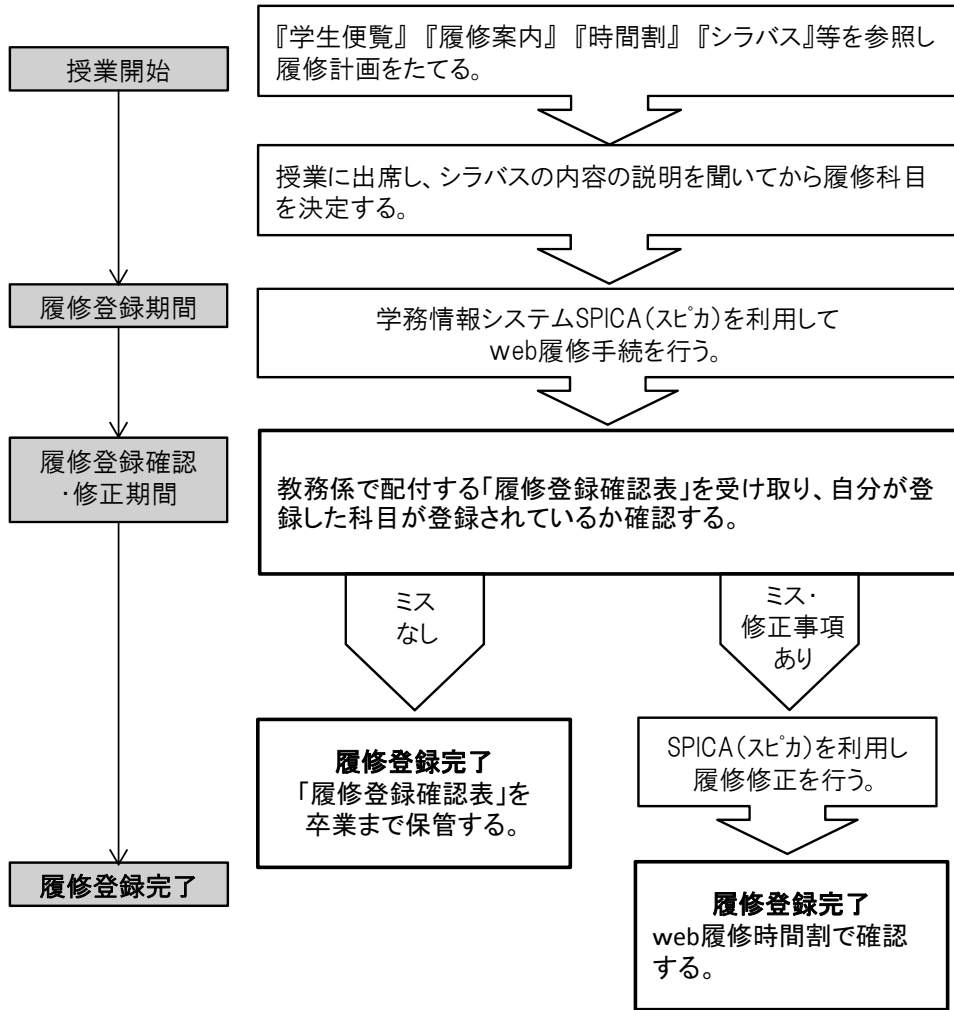 『学生便覧』『履修案内』『時間割』『シラバス』等を参照し
履修計画をたてる。
授業開始
授業に出席し、シラバスの内容の説明を聞いてから履修科目
を決定する。
履修登録期間
学務情報システムSPICA(スピカ)を利用して
web履修手続を行う。
履修登録確認
・修正期間
教務係で配付する「履修登録確認表」を受け取り、自分が登
録した科目が登録されているか確認する。
ミス
なし
ミス・
修正事項
あり
履修登録完了
「履修登録確認表」を
卒業まで保管する。
SPICA(スピカ)を利用し
履修修正を行う。
履修登録完了
履修登録完了
web履修時間割で確認
する。